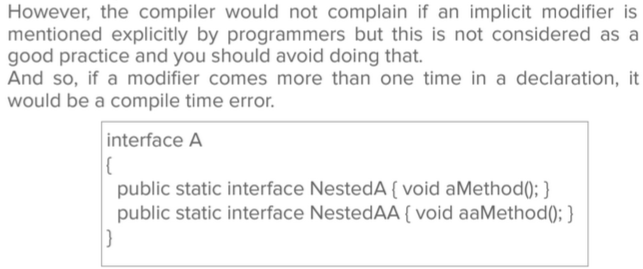 However, the compiler would not complain if an implicit modifier is
mentioned explicitly by programmers but this is not considered as a
good practice and you should avoid doing that.
And so, if a modifier comes more than one time in a declaration, it
would be a compile time error.
interface A
{
public static interface NestedA { void aMethod(); }
public static interface NestedAA { void aaMethod(); }
}